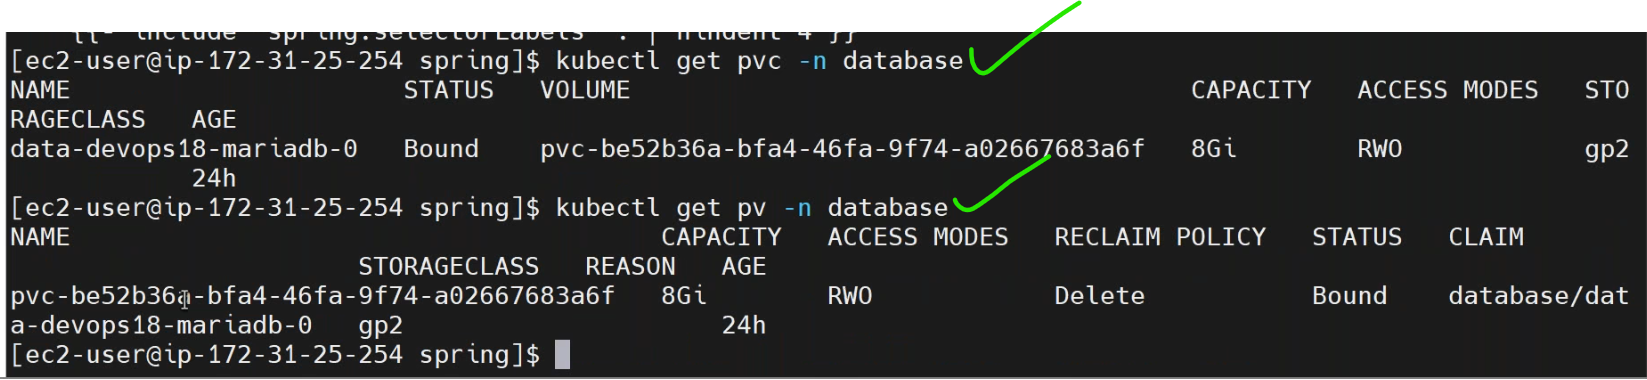 {{- include "spring.selectorLabels" . | nindent 4 }}
[ec2-user@ip-172-31-25-254 spring]$ kubectl get pvc -n database
NAME                      STATUS   VOLUME                                     CAPACITY   ACCESS MODES   STO
RAGECLASS   AGE
data-devops18-mariadb-0   Bound    pvc-be52b36a-bfa4-46fa-9f74-a02667683a6f   8Gi        RWO            gp2
            24h
[ec2-user@ip-172-31-25-254 spring]$ kubectl get pv -n database
NAME                                       CAPACITY   ACCESS MODES   RECLAIM POLICY   STATUS   CLAIM
                       STORAGECLASS   REASON   AGE
pvc-be52b36a-bfa4-46fa-9f74-a02667683a6f   8Gi        RWO            Delete           Bound    database/dat
a-devops18-mariadb-0   gp2                     24h
[ec2-user@ip-172-31-25-254 spring]$